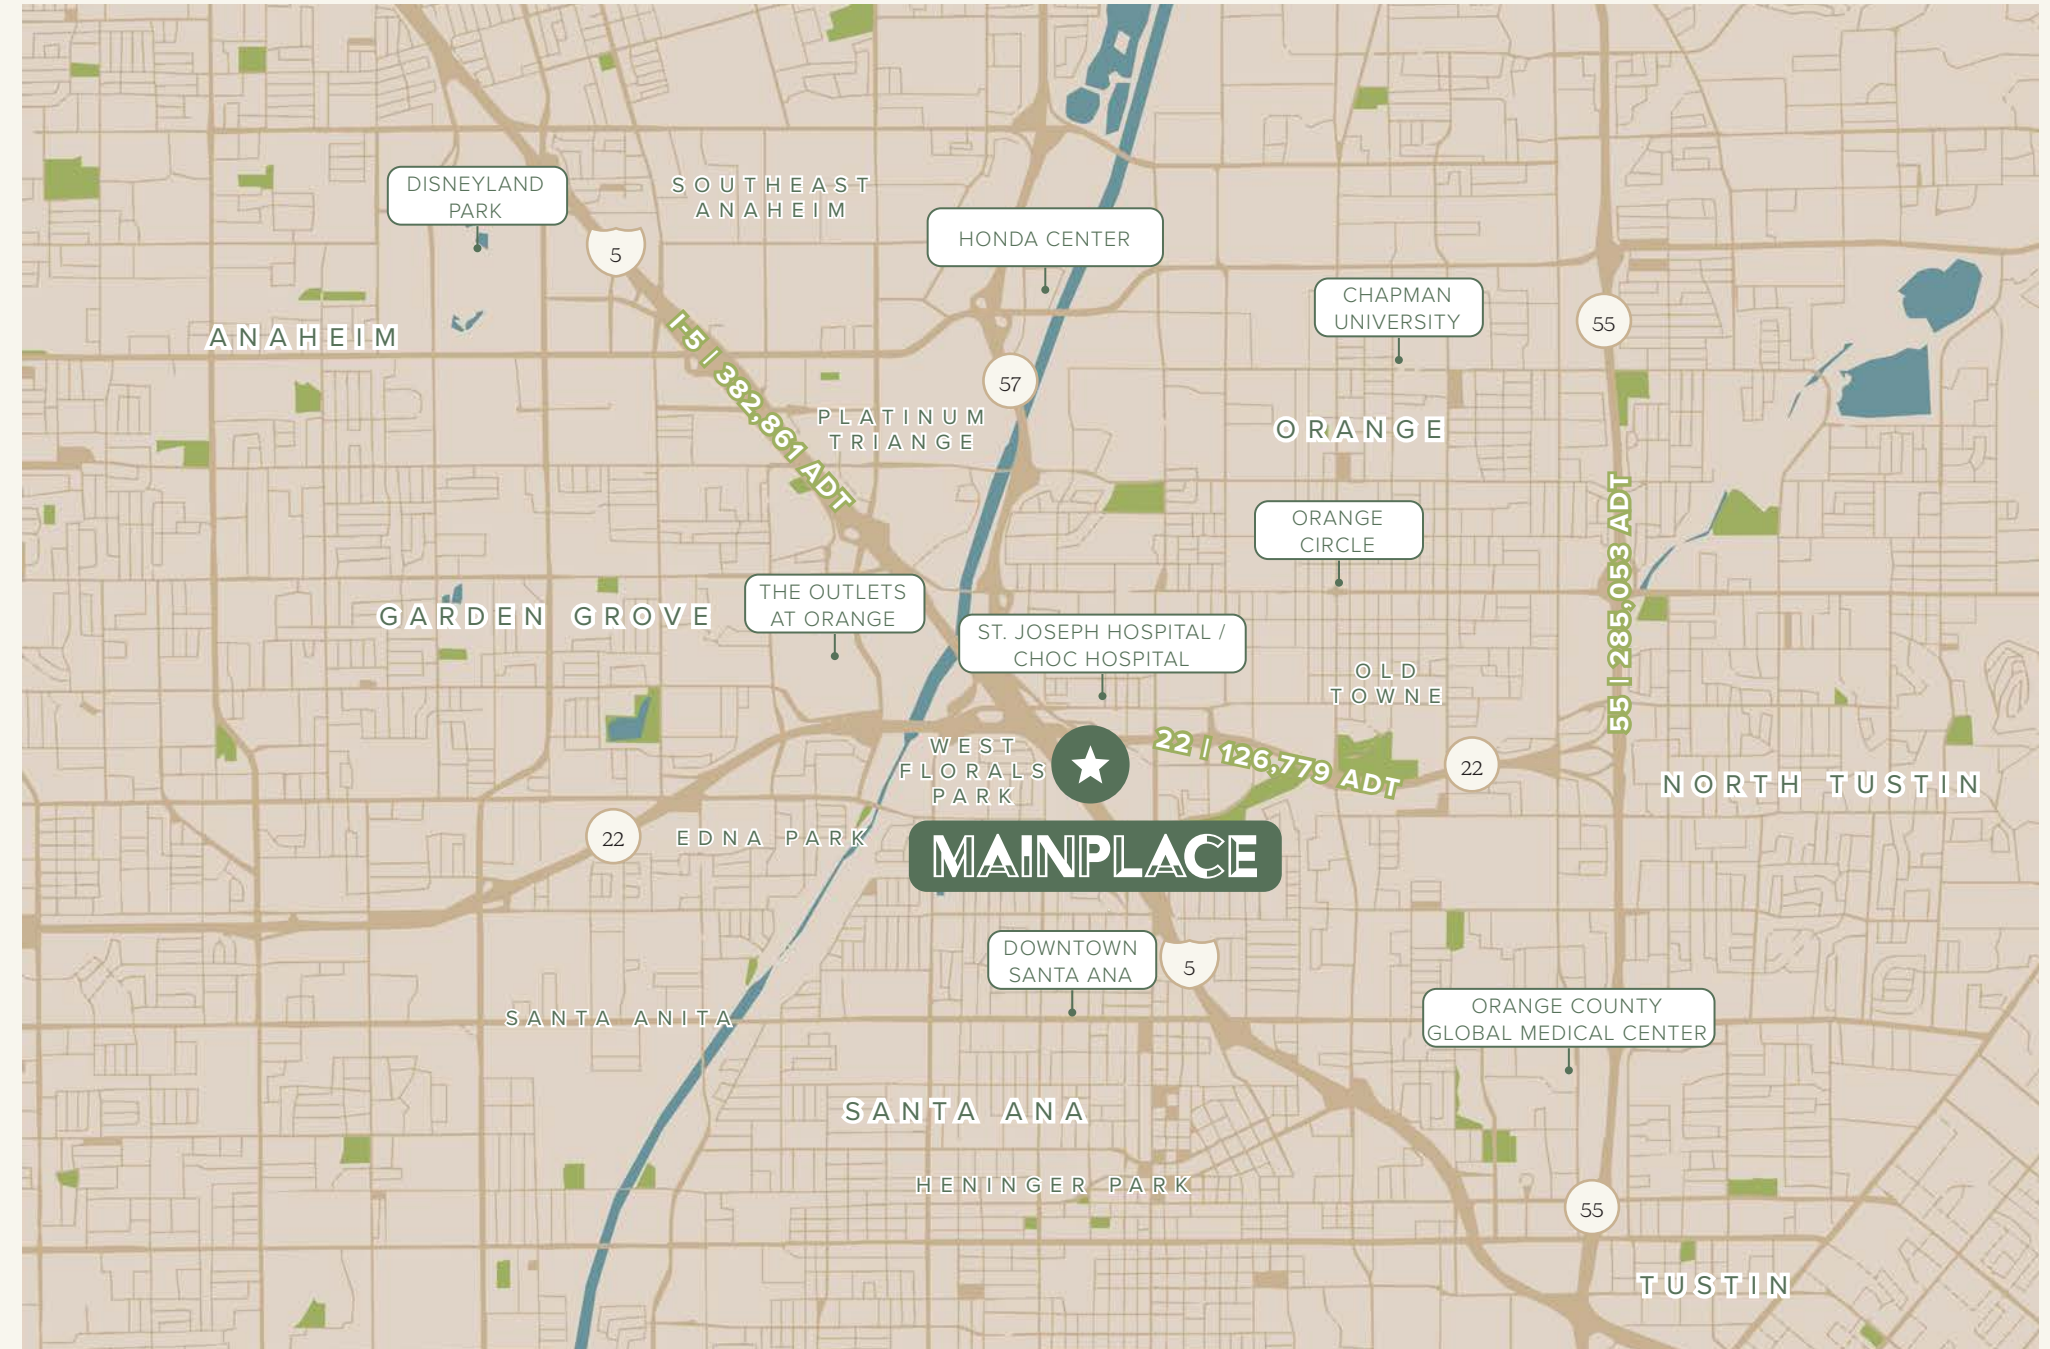 DISNEYLAND
PARK
SOUTHEAST
ANAHEIM
HONDA CENTER
5
CHAPMAN
UNIVERSITY
55
ANAHEIM
I-5 | 382,861 ADT
57
PLATINUM
TRIANGE
ORANGE
ORANGE
CIRCLE
55 | 285,053 ADT
THE OUTLETS
AT ORANGE
GARDEN GROVE
ST. JOSEPH HOSPITAL /
CHOC HOSPITAL
OLD
TOWNE
WEST
FLORALS
PARK
22 | 126,779 ADT
22
NORTH TUSTIN
22
EDNA PARK
MAINPLACE
DOWNTOWN
SANTA ANA
5
SANTA ANITA
ORANGE COUNTY
GLOBAL MEDICAL CENTER
SANTA ANA
HENINGER PARK
55
TUSTIN